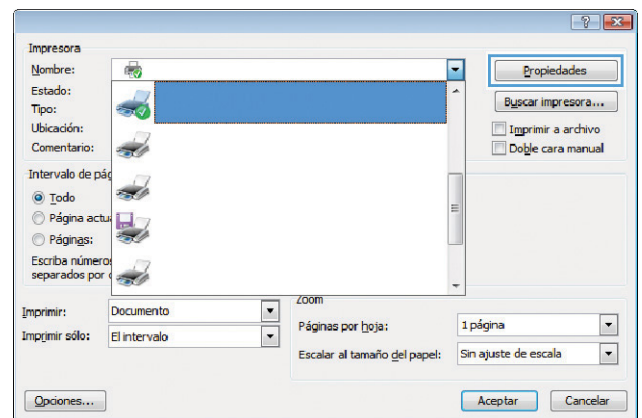 Impresora
Nombre:
Propiedades
Estado:
Tipo:
Buscar impresora...
Ubicación:
Imprimir a archivo
Comentario:
Doble cara manual
Intervalo de pág
Todo
Página actu
Páginas:
Escriba número
separados por
Imprimir:
Documento
Imprimir sólo:
El intervalo
Zoom
Páginas por hoja:
1 página
Escalar al tamaño del papel:
Sin ajuste de escala
Opciones...
Aceptar
Cancelar